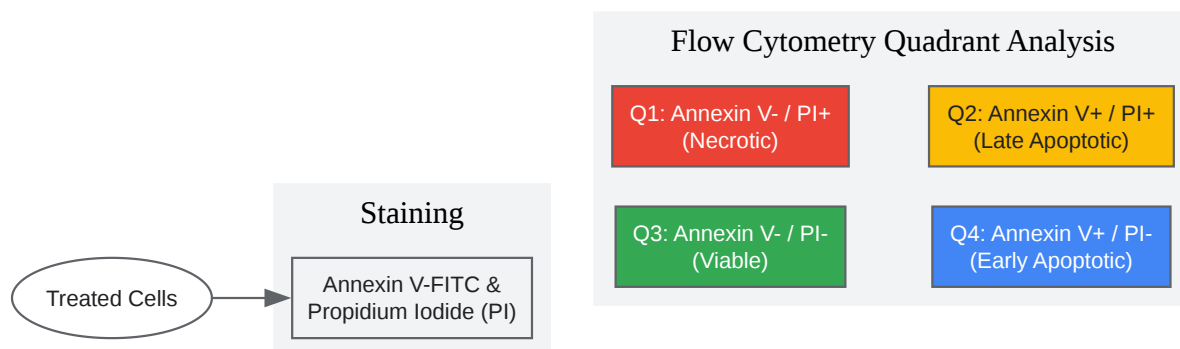 Flow Cytometry Quadrant Analysis
Q1: Annexin V- / PI+
(Necrotic)
Q2: Annexin V+ / PI+
(Late Apoptotic)
Q3: Annexin V- / PI-
(Viable)
Q4: Annexin V+ / PI-
(Early Apoptotic)
Staining
Treated Cells
Annexin V-FITC &
Propidium Iodide (PI)